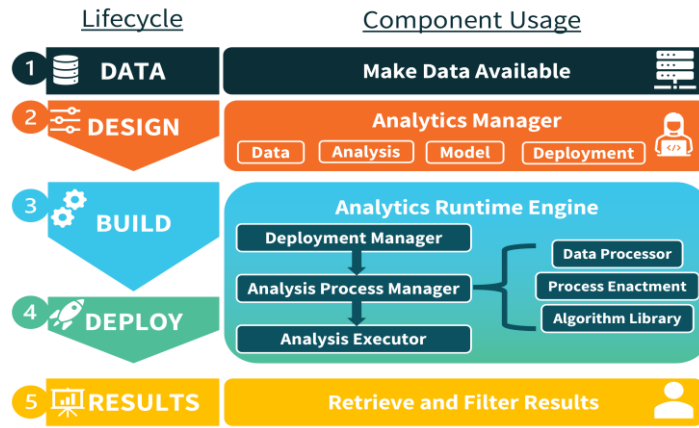 Lifecycle
Component Usage
1
DATA
Make Data Available
2
DESIGN
Analytics Manager
Data
Analysis
Model
Deployment
3
BUILD
Analytics Runtime Engine
Deployment Manager
Analysis Process Manager
Analysis Executor
Data Processor
Process Enactment
Algorithm Library
4
DEPLOY
5
RESULTS
Retrieve and Filter Results